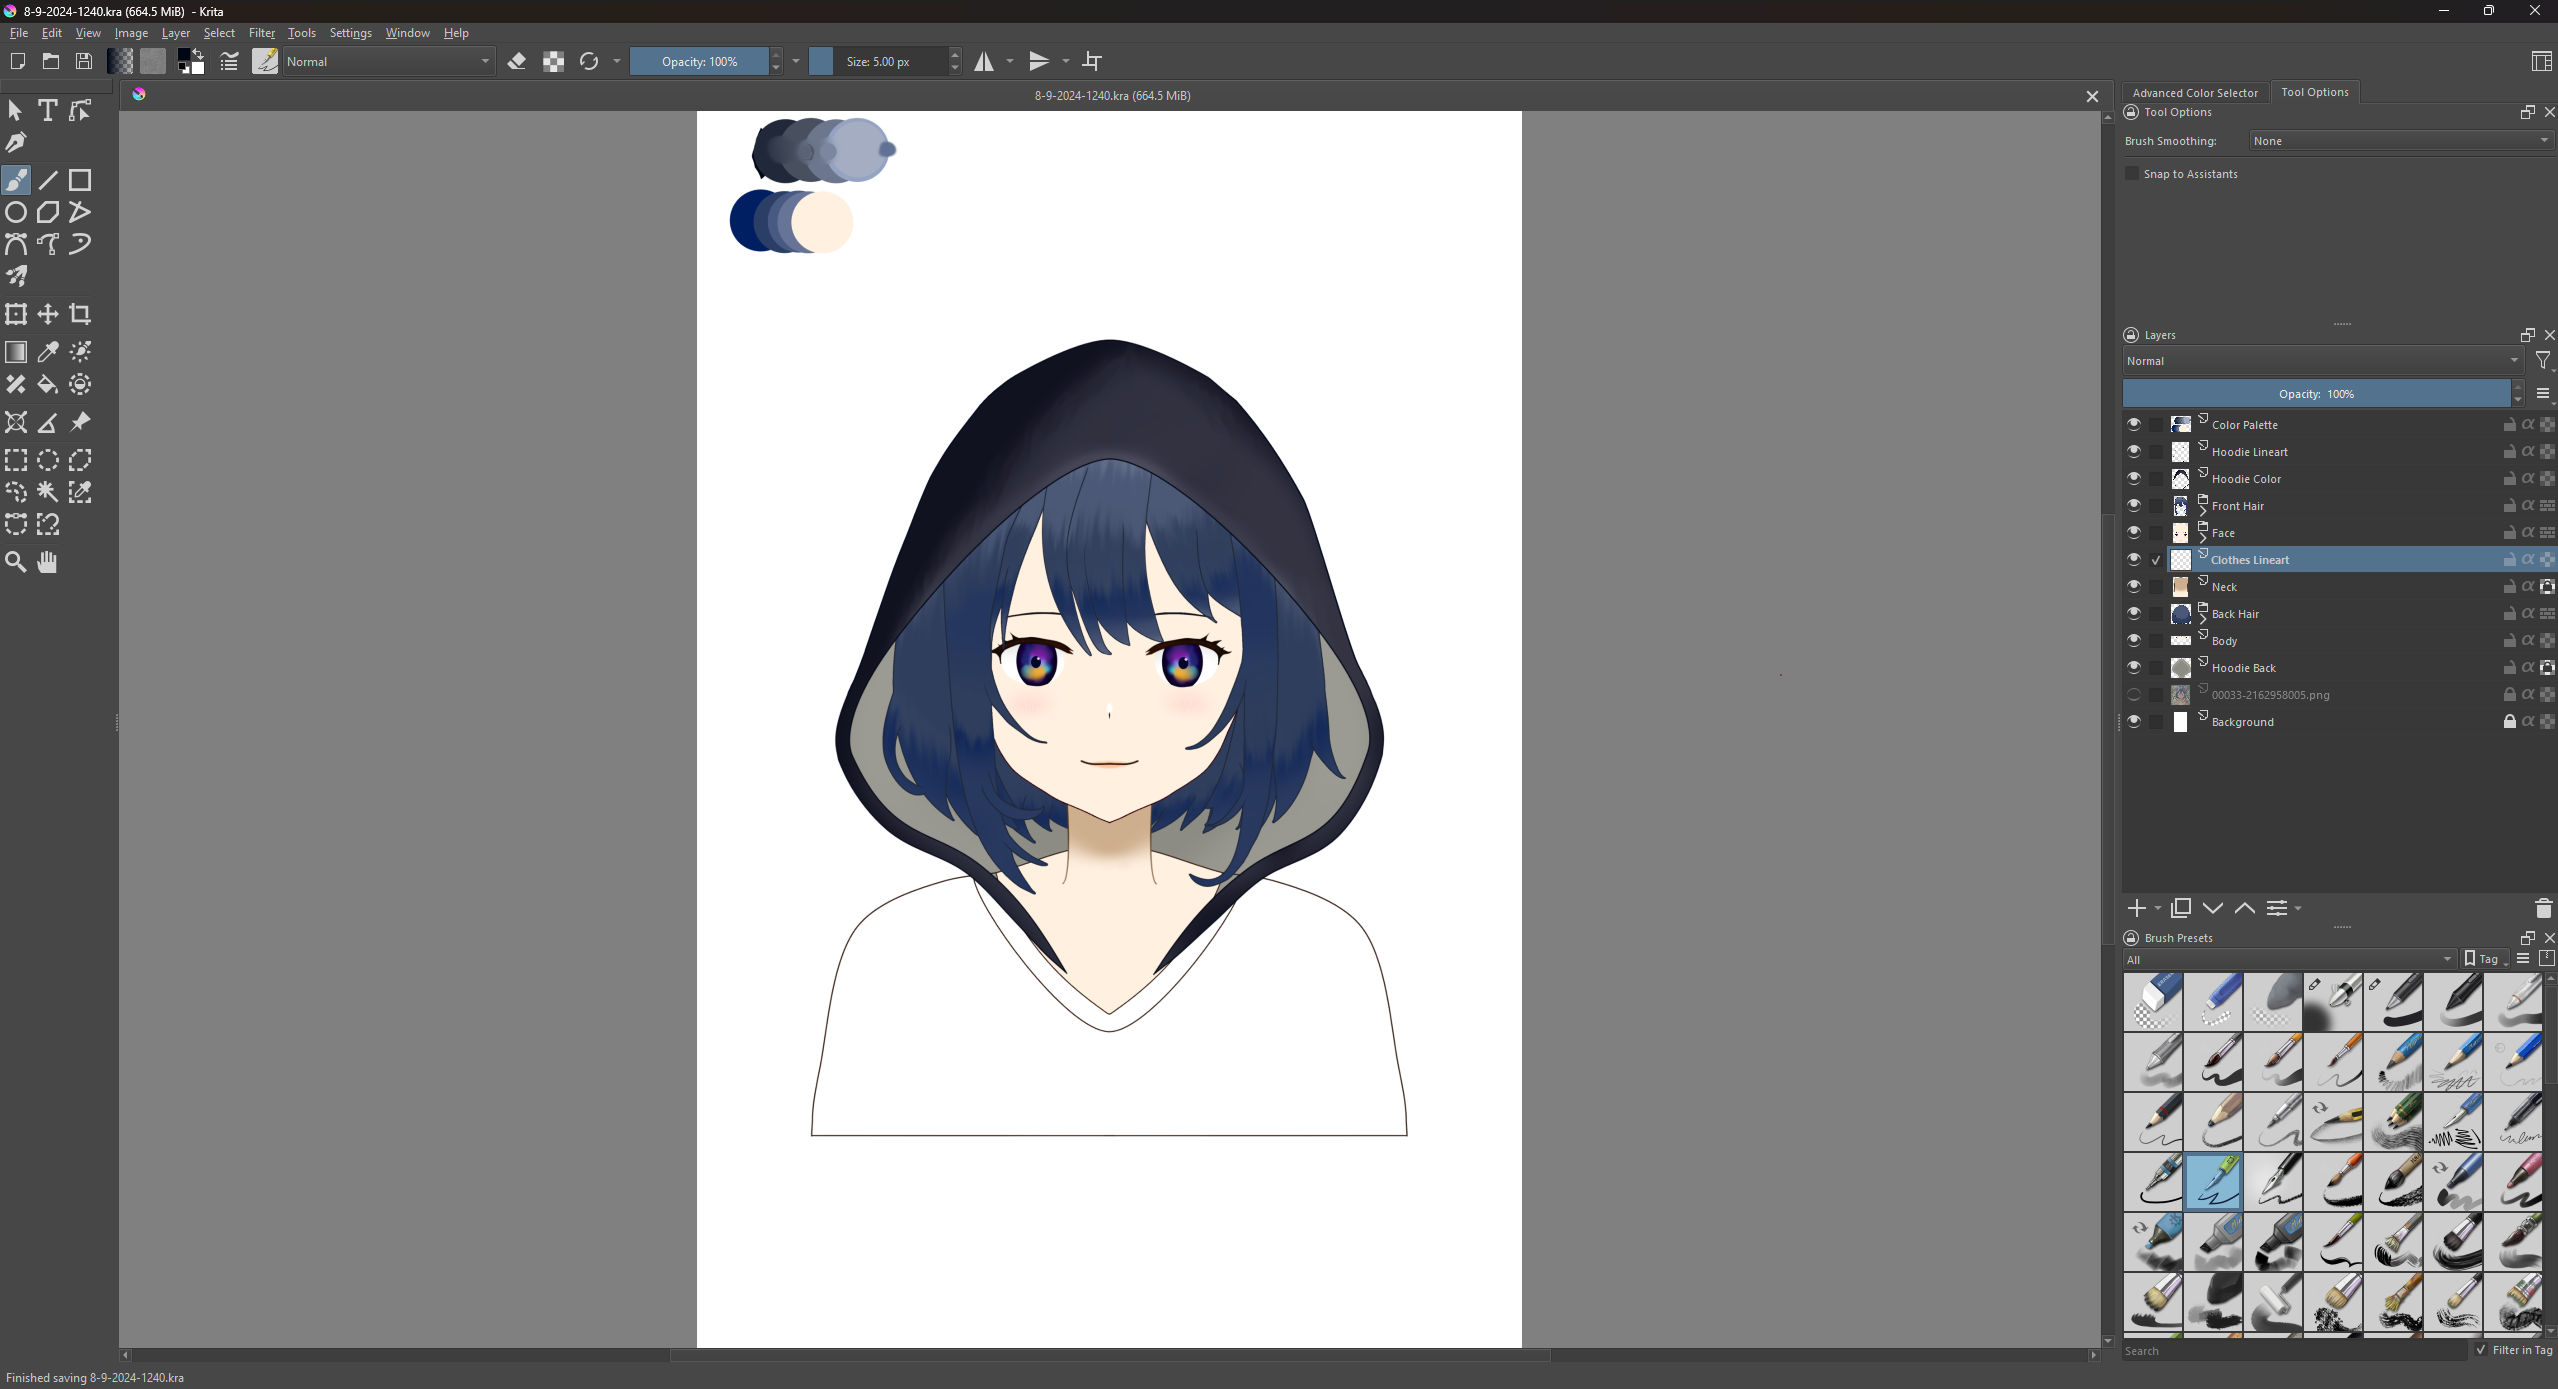 8-9-2024-1240.kra (664.5 MiB) - Krita
File Edit View Image Layer Select Filter Tools Settings Window Help
Normal
Opacity: 100%
Size: 5.00 px
8-9-2024-1240.kra (664.5 MiB)
Advanced Color Selector
Tool Options
Tool Options
Brush Smoothing: None
Snap to Assistants
Layers
Normal
Opacity: 100%
Color Palette
Hoodie Lineart
Hoodie Color
Front Hair
Face
Clothes Lineart
Neck
Back Hair
Body
Hoodie Back
00033-2162958005.png
Background
Brush Presets
All
Tag
Search
Filter in Tag
Finished saving 8-9-2024-1240.kra